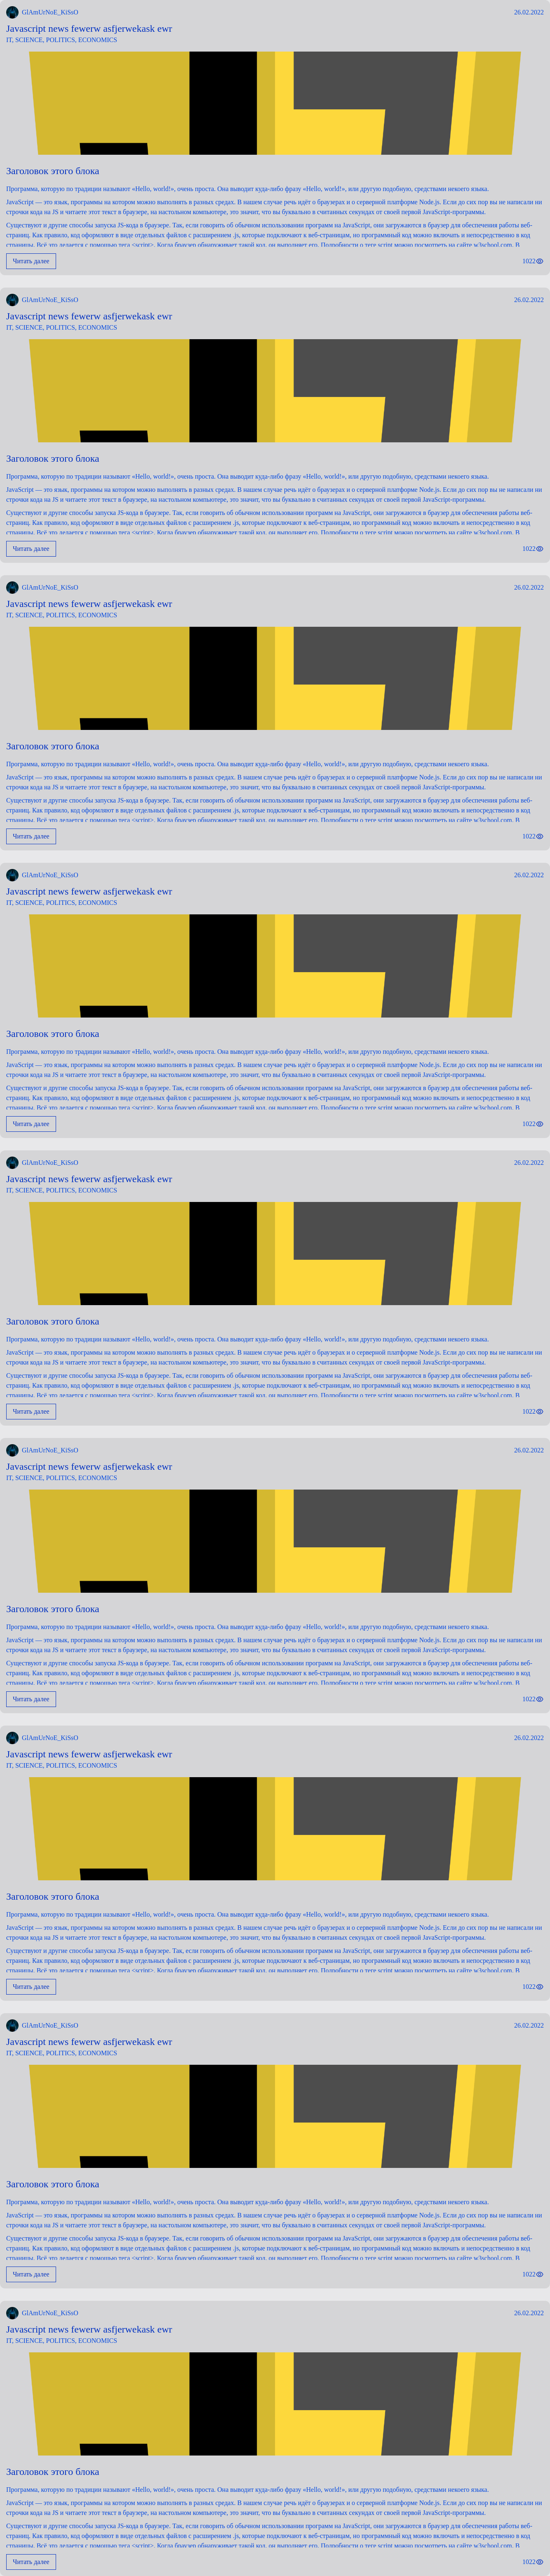 GlAmUrNoE_KiSsO 26.02.2022
Javascript news fewerw asfjerwekask ewr
IT, SCIENCE, POLITICS, ECONOMICS
Заголовок этого блока
Программа, которую по традиции называют «Hello, world!», очень проста. Она выводит куда-либо фразу «Hello, world!», или другую подобную, средствами некоего языка.
JavaScript — это язык, программы на котором можно выполнять в разных средах. В нашем случае речь идёт о браузерах и о серверной платформе Node.js. Если до сих пор вы не написали ни
строчки кода на JS и читаете этот текст в браузере, на настольном компьютере, это значит, что вы буквально в считанных секундах от своей первой JavaScript-программы.
Существуют и другие способы запуска JS-кода в браузере. Так, если говорить об обычном использовании программ на JavaScript, они загружаются в браузер для обеспечения работы веб-
страниц. Как правило, код оформляют в виде отдельных файлов с расширением .js, которые подключают к веб-страницам, но программный код можно включать и непосредственно в код
страницы. Всё это делается с помощью тега <script>. Когда браузер обнаруживает такой код, он выполняет его. Подробности о теге script можно посмотреть на сайте w3school.com. В
Читать далее 1022
GlAmUrNoE_KiSsO 26.02.2022
Javascript news fewerw asfjerwekask ewr
IT, SCIENCE, POLITICS, ECONOMICS
Заголовок этого блока
Программа, которую по традиции называют «Hello, world!», очень проста. Она выводит куда-либо фразу «Hello, world!», или другую подобную, средствами некоего языка.
JavaScript — это язык, программы на котором можно выполнять в разных средах. В нашем случае речь идёт о браузерах и о серверной платформе Node.js. Если до сих пор вы не написали ни
строчки кода на JS и читаете этот текст в браузере, на настольном компьютере, это значит, что вы буквально в считанных секундах от своей первой JavaScript-программы.
Существуют и другие способы запуска JS-кода в браузере. Так, если говорить об обычном использовании программ на JavaScript, они загружаются в браузер для обеспечения работы веб-
страниц. Как правило, код оформляют в виде отдельных файлов с расширением .js, которые подключают к веб-страницам, но программный код можно включать и непосредственно в код
страницы. Всё это делается с помощью тега <script>. Когда браузер обнаруживает такой код, он выполняет его. Подробности о теге script можно посмотреть на сайте w3school.com. В
Читать далее 1022
GlAmUrNoE_KiSsO 26.02.2022
Javascript news fewerw asfjerwekask ewr
IT, SCIENCE, POLITICS, ECONOMICS
Заголовок этого блока
Программа, которую по традиции называют «Hello, world!», очень проста. Она выводит куда-либо фразу «Hello, world!», или другую подобную, средствами некоего языка.
JavaScript — это язык, программы на котором можно выполнять в разных средах. В нашем случае речь идёт о браузерах и о серверной платформе Node.js. Если до сих пор вы не написали ни
строчки кода на JS и читаете этот текст в браузере, на настольном компьютере, это значит, что вы буквально в считанных секундах от своей первой JavaScript-программы.
Существуют и другие способы запуска JS-кода в браузере. Так, если говорить об обычном использовании программ на JavaScript, они загружаются в браузер для обеспечения работы веб-
страниц. Как правило, код оформляют в виде отдельных файлов с расширением .js, которые подключают к веб-страницам, но программный код можно включать и непосредственно в код
страницы. Всё это делается с помощью тега <script>. Когда браузер обнаруживает такой код, он выполняет его. Подробности о теге script можно посмотреть на сайте w3school.com. В
Читать далее 1022
GlAmUrNoE_KiSsO 26.02.2022
Javascript news fewerw asfjerwekask ewr
IT, SCIENCE, POLITICS, ECONOMICS
Заголовок этого блока
Программа, которую по традиции называют «Hello, world!», очень проста. Она выводит куда-либо фразу «Hello, world!», или другую подобную, средствами некоего языка.
JavaScript — это язык, программы на котором можно выполнять в разных средах. В нашем случае речь идёт о браузерах и о серверной платформе Node.js. Если до сих пор вы не написали ни
строчки кода на JS и читаете этот текст в браузере, на настольном компьютере, это значит, что вы буквально в считанных секундах от своей первой JavaScript-программы.
Существуют и другие способы запуска JS-кода в браузере. Так, если говорить об обычном использовании программ на JavaScript, они загружаются в браузер для обеспечения работы веб-
страниц. Как правило, код оформляют в виде отдельных файлов с расширением .js, которые подключают к веб-страницам, но программный код можно включать и непосредственно в код
страницы. Всё это делается с помощью тега <script>. Когда браузер обнаруживает такой код, он выполняет его. Подробности о теге script можно посмотреть на сайте w3school.com. В
Читать далее 1022
GlAmUrNoE_KiSsO 26.02.2022
Javascript news fewerw asfjerwekask ewr
IT, SCIENCE, POLITICS, ECONOMICS
Заголовок этого блока
Программа, которую по традиции называют «Hello, world!», очень проста. Она выводит куда-либо фразу «Hello, world!», или другую подобную, средствами некоего языка.
JavaScript — это язык, программы на котором можно выполнять в разных средах. В нашем случае речь идёт о браузерах и о серверной платформе Node.js. Если до сих пор вы не написали ни
строчки кода на JS и читаете этот текст в браузере, на настольном компьютере, это значит, что вы буквально в считанных секундах от своей первой JavaScript-программы.
Существуют и другие способы запуска JS-кода в браузере. Так, если говорить об обычном использовании программ на JavaScript, они загружаются в браузер для обеспечения работы веб-
страниц. Как правило, код оформляют в виде отдельных файлов с расширением .js, которые подключают к веб-страницам, но программный код можно включать и непосредственно в код
страницы. Всё это делается с помощью тега <script>. Когда браузер обнаруживает такой код, он выполняет его. Подробности о теге script можно посмотреть на сайте w3school.com. В
Читать далее 1022
GlAmUrNoE_KiSsO 26.02.2022
Javascript news fewerw asfjerwekask ewr
IT, SCIENCE, POLITICS, ECONOMICS
Заголовок этого блока
Программа, которую по традиции называют «Hello, world!», очень проста. Она выводит куда-либо фразу «Hello, world!», или другую подобную, средствами некоего языка.
JavaScript — это язык, программы на котором можно выполнять в разных средах. В нашем случае речь идёт о браузерах и о серверной платформе Node.js. Если до сих пор вы не написали ни
строчки кода на JS и читаете этот текст в браузере, на настольном компьютере, это значит, что вы буквально в считанных секундах от своей первой JavaScript-программы.
Существуют и другие способы запуска JS-кода в браузере. Так, если говорить об обычном использовании программ на JavaScript, они загружаются в браузер для обеспечения работы веб-
страниц. Как правило, код оформляют в виде отдельных файлов с расширением .js, которые подключают к веб-страницам, но программный код можно включать и непосредственно в код
страницы. Всё это делается с помощью тега <script>. Когда браузер обнаруживает такой код, он выполняет его. Подробности о теге script можно посмотреть на сайте w3school.com. В
Читать далее 1022
GlAmUrNoE_KiSsO 26.02.2022
Javascript news fewerw asfjerwekask ewr
IT, SCIENCE, POLITICS, ECONOMICS
Заголовок этого блока
Программа, которую по традиции называют «Hello, world!», очень проста. Она выводит куда-либо фразу «Hello, world!», или другую подобную, средствами некоего языка.
JavaScript — это язык, программы на котором можно выполнять в разных средах. В нашем случае речь идёт о браузерах и о серверной платформе Node.js. Если до сих пор вы не написали ни
строчки кода на JS и читаете этот текст в браузере, на настольном компьютере, это значит, что вы буквально в считанных секундах от своей первой JavaScript-программы.
Существуют и другие способы запуска JS-кода в браузере. Так, если говорить об обычном использовании программ на JavaScript, они загружаются в браузер для обеспечения работы веб-
страниц. Как правило, код оформляют в виде отдельных файлов с расширением .js, которые подключают к веб-страницам, но программный код можно включать и непосредственно в код
страницы. Всё это делается с помощью тега <script>. Когда браузер обнаруживает такой код, он выполняет его. Подробности о теге script можно посмотреть на сайте w3school.com. В
Читать далее 1022
GlAmUrNoE_KiSsO 26.02.2022
Javascript news fewerw asfjerwekask ewr
IT, SCIENCE, POLITICS, ECONOMICS
Заголовок этого блока
Программа, которую по традиции называют «Hello, world!», очень проста. Она выводит куда-либо фразу «Hello, world!», или другую подобную, средствами некоего языка.
JavaScript — это язык, программы на котором можно выполнять в разных средах. В нашем случае речь идёт о браузерах и о серверной платформе Node.js. Если до сих пор вы не написали ни
строчки кода на JS и читаете этот текст в браузере, на настольном компьютере, это значит, что вы буквально в считанных секундах от своей первой JavaScript-программы.
Существуют и другие способы запуска JS-кода в браузере. Так, если говорить об обычном использовании программ на JavaScript, они загружаются в браузер для обеспечения работы веб-
страниц. Как правило, код оформляют в виде отдельных файлов с расширением .js, которые подключают к веб-страницам, но программный код можно включать и непосредственно в код
страницы. Всё это делается с помощью тега <script>. Когда браузер обнаруживает такой код, он выполняет его. Подробности о теге script можно посмотреть на сайте w3school.com. В
Читать далее 1022
GlAmUrNoE_KiSsO 26.02.2022
Javascript news fewerw asfjerwekask ewr
IT, SCIENCE, POLITICS, ECONOMICS
Заголовок этого блока
Программа, которую по традиции называют «Hello, world!», очень проста. Она выводит куда-либо фразу «Hello, world!», или другую подобную, средствами некоего языка.
JavaScript — это язык, программы на котором можно выполнять в разных средах. В нашем случае речь идёт о браузерах и о серверной платформе Node.js. Если до сих пор вы не написали ни
строчки кода на JS и читаете этот текст в браузере, на настольном компьютере, это значит, что вы буквально в считанных секундах от своей первой JavaScript-программы.
Существуют и другие способы запуска JS-кода в браузере. Так, если говорить об обычном использовании программ на JavaScript, они загружаются в браузер для обеспечения работы веб-
страниц. Как правило, код оформляют в виде отдельных файлов с расширением .js, которые подключают к веб-страницам, но программный код можно включать и непосредственно в код
страницы. Всё это делается с помощью тега <script>. Когда браузер обнаруживает такой код, он выполняет его. Подробности о теге script можно посмотреть на сайте w3school.com. В
Читать далее 1022